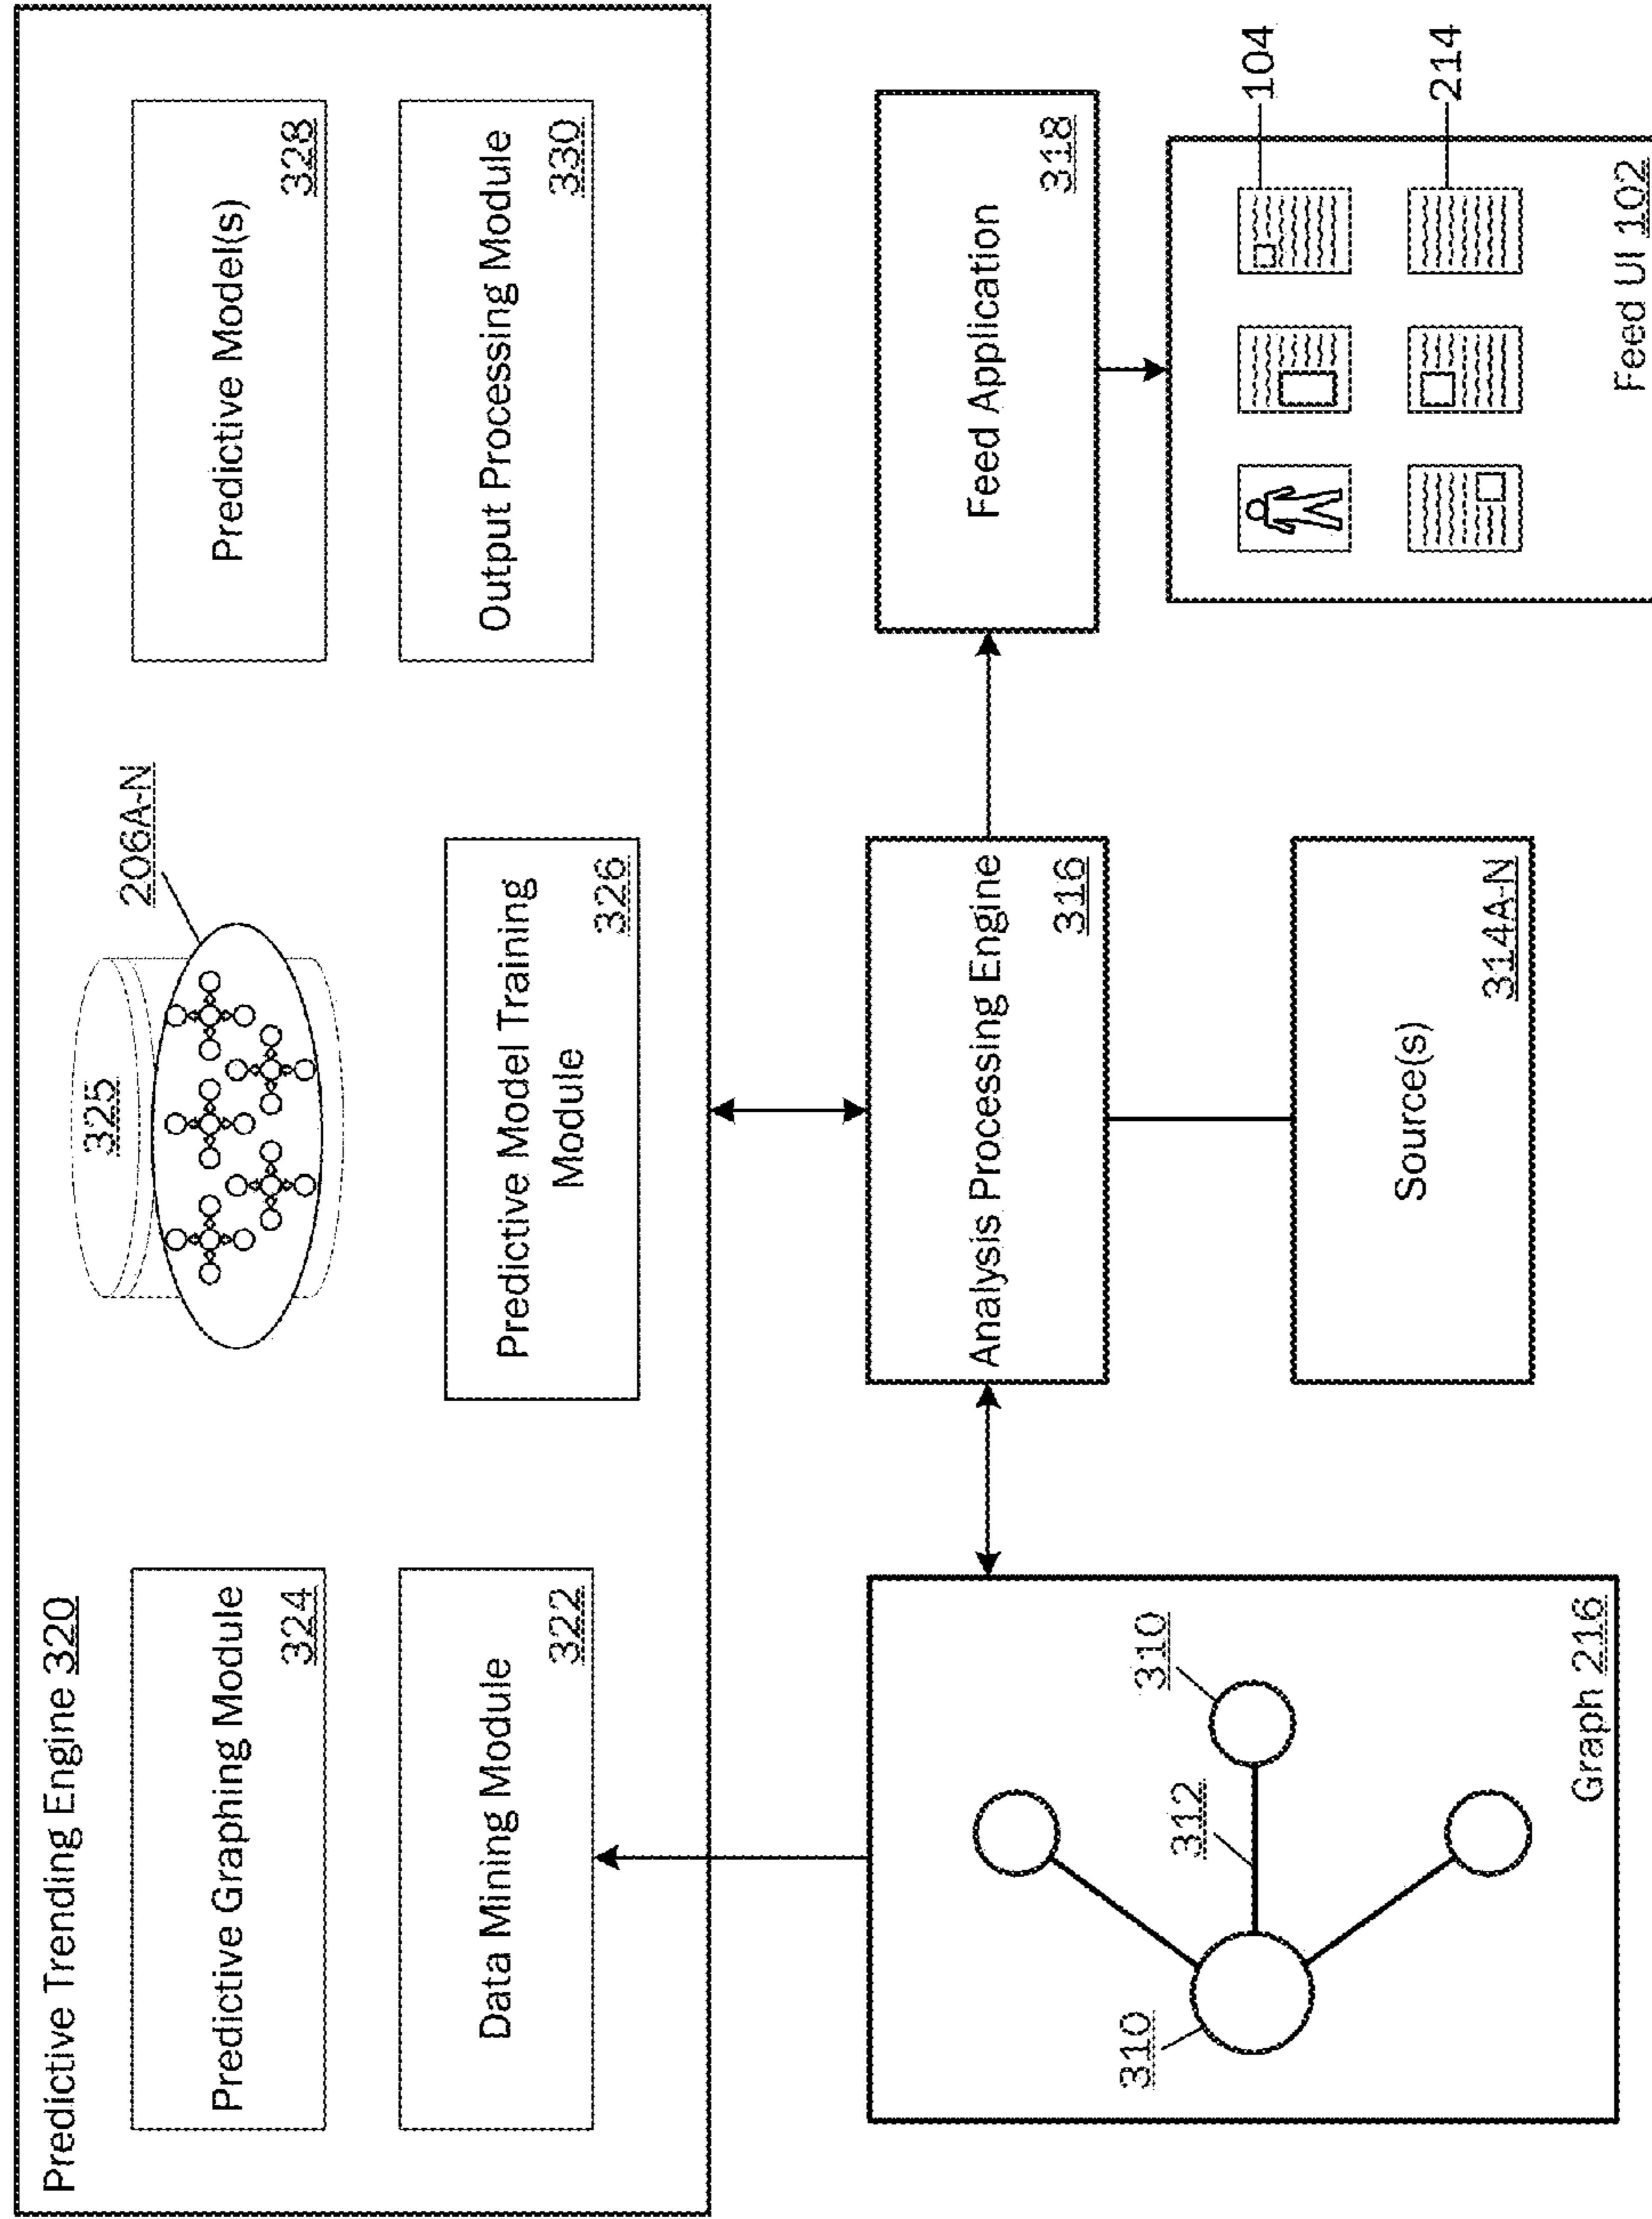 Predictive Trending Engine 320
Predictive Graphing Module
324
Data Mining Module
322
325
206A-N
Predictive Model Training
Module
326
Predictive Model(s)
328
Output Processing Module
330
310
312
310
Graph 216
Analysis Processing Engine
316
Source(s)
314A-N
Feed Application
318
104
214
Feed UI 102